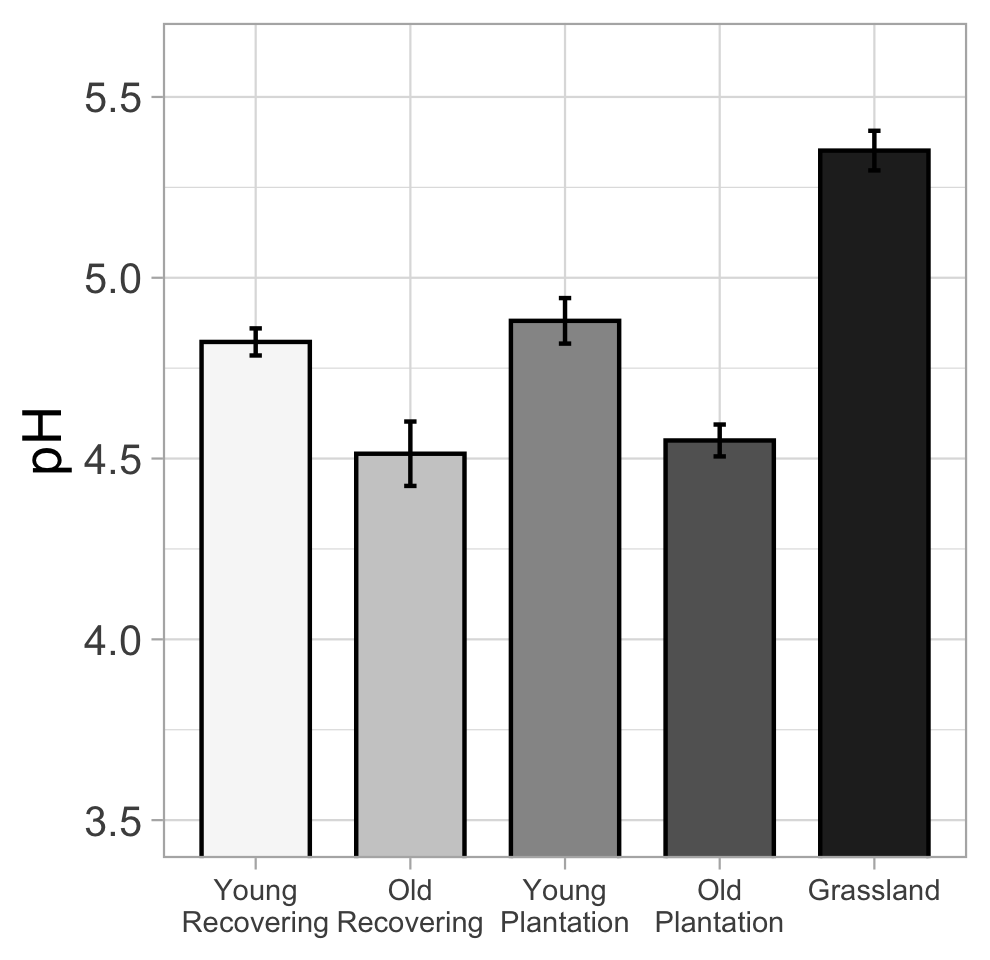 pH
5.5
5.0
4.5
4.0
3.5
Young
Recovering
Old
Recovering
Young
Plantation
Old
Plantation
Grassland